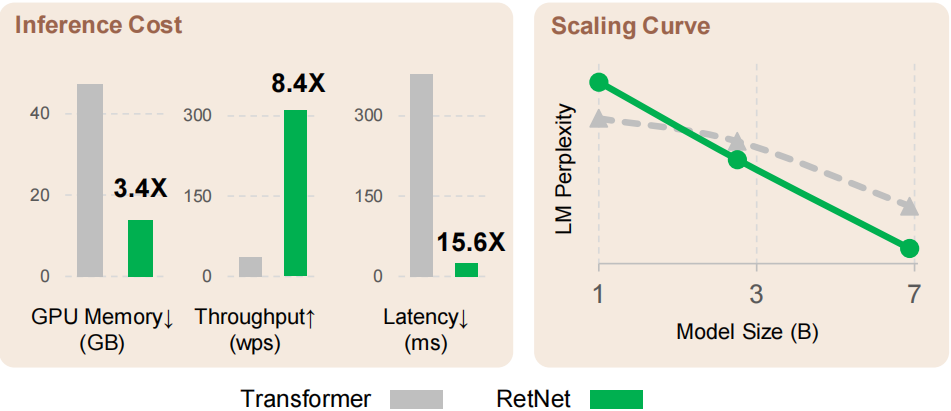 Inference Cost
40
20
0
3.4X
GPU Memory↓
(GB)
300
150
0
8.4X
Throughput↑
(wps)
300
150
0
15.6X
Latency↓
(ms)
Scaling Curve
LM Perplexity
1
3
7
Model Size (B)
Transformer
RetNet